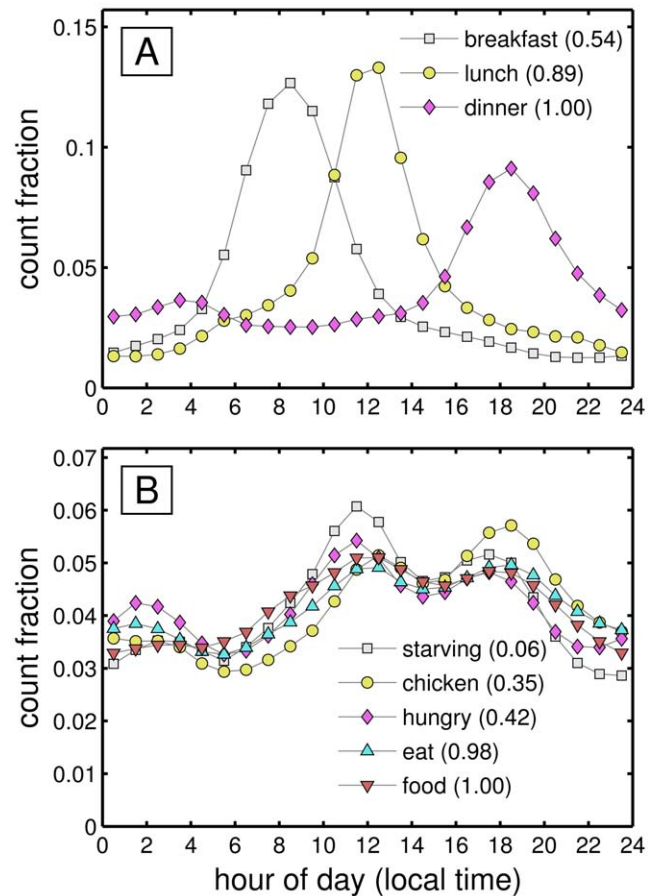 A
breakfast (0.54)
lunch (0.89)
dinner (1.00)
0.15
0.1
0.05
0
count fraction
0 2 4 6 8 10 12 14 16 18 20 22 24
B
0.07
0.06
0.05
0.04
0.03
0.02
0.01
0
count fraction
starving (0.06)
chicken (0.35)
hungry (0.42)
eat (0.98)
food (1.00)
0 2 4 6 8 10 12 14 16 18 20 22 24
hour of day (local time)